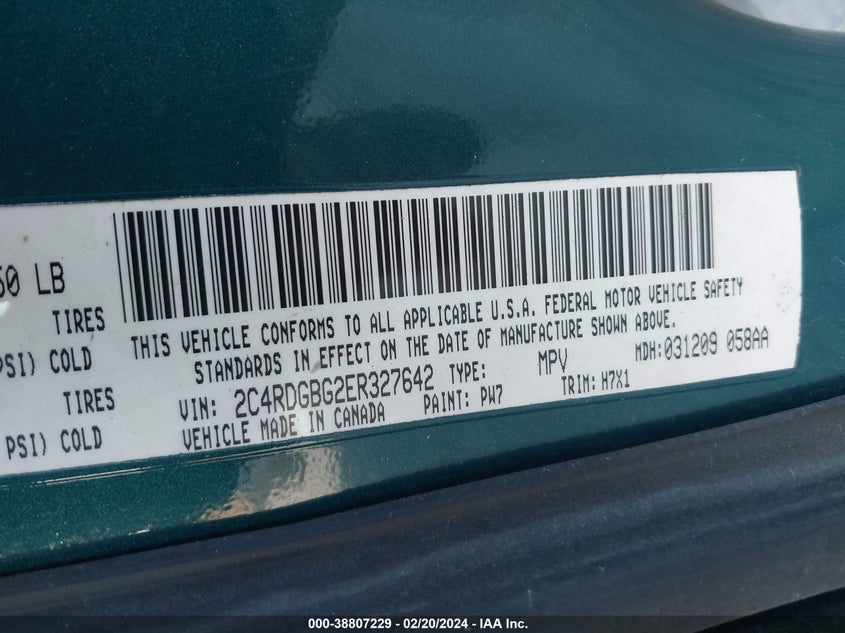 50 LB
TIRES
PSI) COLD
PSI) COLD
THIS VEHICLE CONFORMS TO ALL APPLICABLE U.S.A. FEDERAL MOTOR VEHICLE SAFETY
STANDARDS IN EFFECT ON THE DATE OF MANUFACTURE SHOWN ABOVE.
VIN: 2C4RDGBG2ER327642 TYPE: MPV MDH: 031209 058AA
VEHICLE MADE IN CANADA PAINT: PW7 TRIM: H7X1
000-38807229 - 02/20/2024 - IAA Inc.